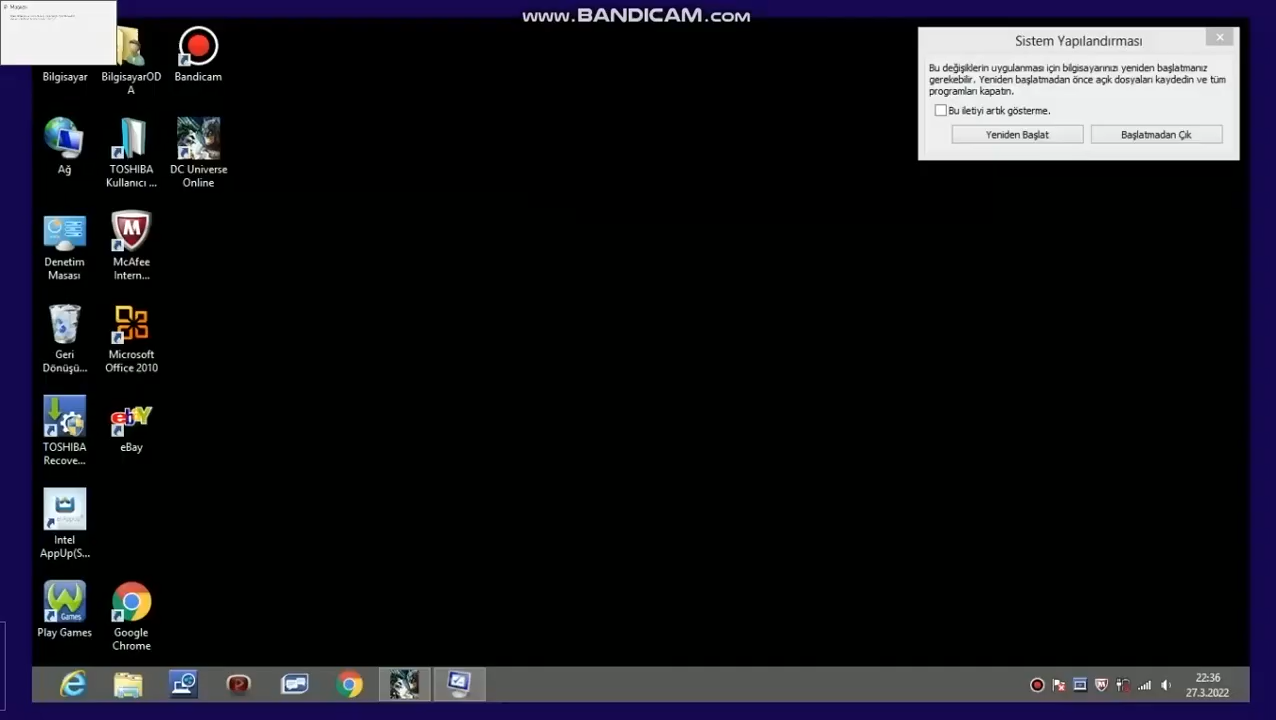 www.BANDICAM.com
Sistem Yapılandırması
Bu değişiklerin uygulanması için bilgisayarınızı yeniden başlatmanız
gerekebilir. Yeniden başlatmadan önce açık dosyaları kaydedin ve tüm
programları kapatın.
Bu iletiyi artık gösterme.
Yeniden Başlat
Başlatmadan Çık
Bilgisayar
BilgisayarOD
A
Bandicam
Ağ
TOSHIBA
Kullanıcı ...
DC Universe
Online
Denetim
Masası
McAfee
Intern...
Geri
Dönüşü...
Microsoft
Office 2010
TOSHIBA
Recove...
ebY
eBay
Intel
AppUp(S...
Games
Play Games
Google
Chrome
22:36
27.3.2022